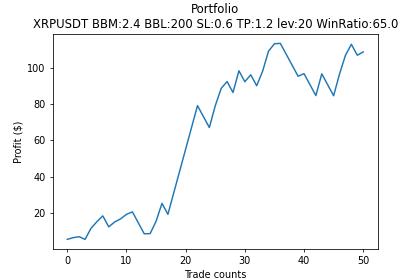 Portfolio
XRPUSDT BBM:2.4 BBL:200 SL:0.6 TP:1.2 lev:20 WinRatio:65.0
100
80
60
40
20
Profit ($)
0 10 20 30 40 50
Trade counts